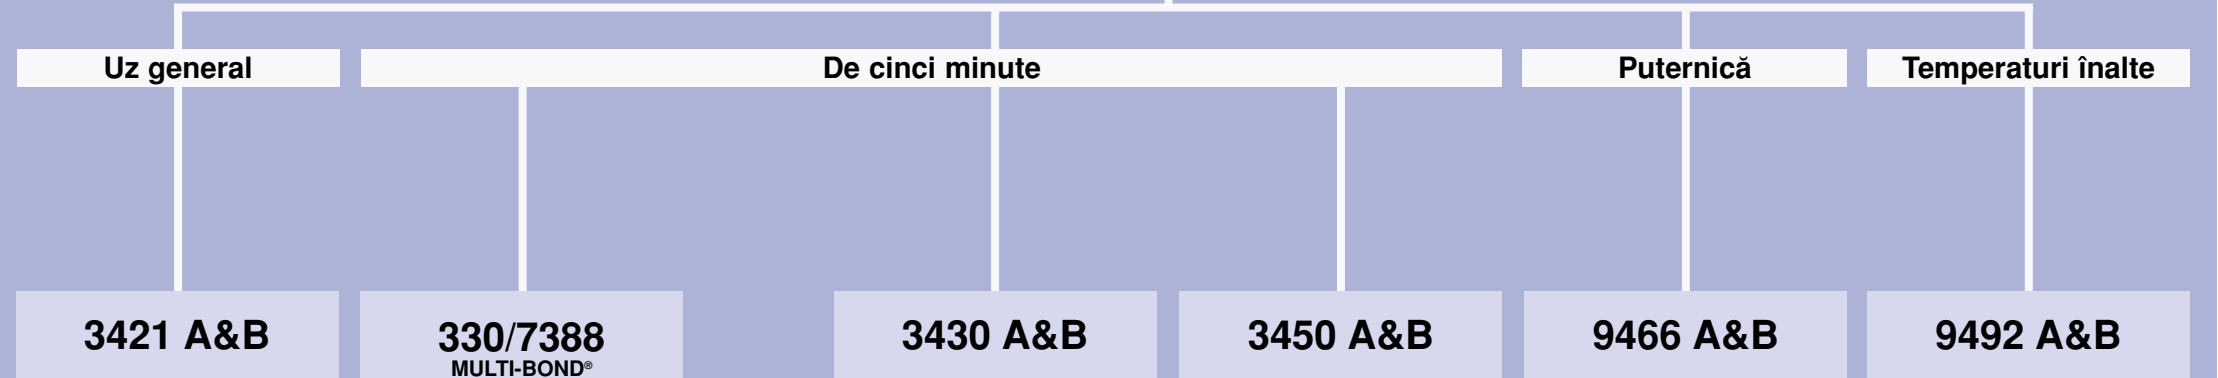 Uz general
De cinci minute
Puternică
Temperaturi înalte
3421 A&B
330/7388
MULTI-BOND®
3430 A&B
3450 A&B
9466 A&B
9492 A&B